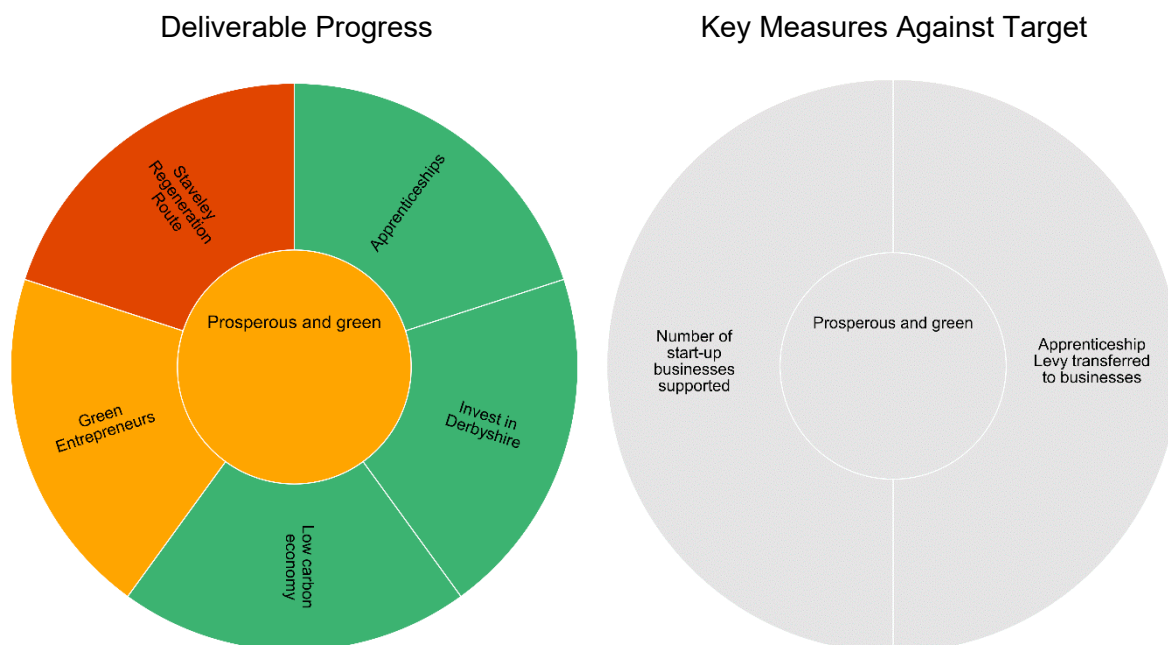 Deliverable Progress
Staveley
Regeneration
Route
Apprenticeships
Prosperous and green
Green
Entrepreneurs
Invest in
Derbyshire
Low carbon
economy
Key Measures Against Target
Number of
start-up
businesses
supported
Prosperous and green
Apprenticeship
Levy transferred
to businesses